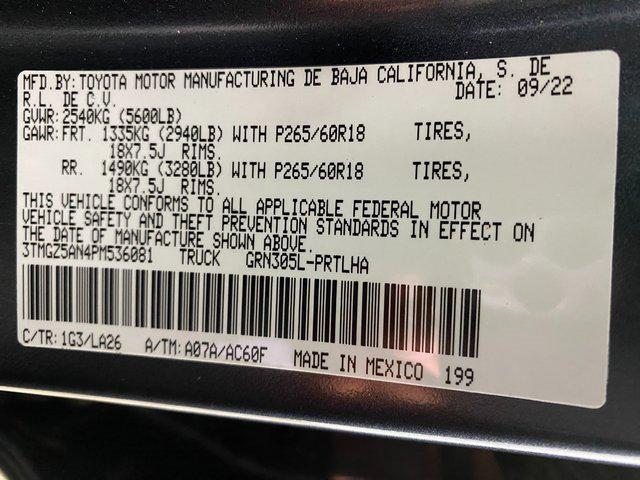 MFD.BY:TOYOTA MOTOR MANUFACTURING DE BAJA CALIFORNIA, S. DE
R.L. DE C.V. DATE: 09/22
GVWR:2540KG (5600LB)
GAWR:FRT. 1335KG (2940LB) WITH P265/60R18 TIRES,
18X7.5J RIMS.
RR. 1490KG (3280LB) WITH P265/60R18 TIRES,
18X7.5J RIMS.
THIS VEHICLE CONFORMS TO ALL APPLICABLE FEDERAL MOTOR
VEHICLE SAFETY AND THEFT PREVENTION STANDARDS IN EFFECT ON
THE DATE OF MANUFACTURE SHOWN ABOVE.
3TMGZ5AN4PM536081 TRUCK GRN305L-PRTLHA
C/TR: 1G3/LA26 A/TM: A07A/AC60F MADE IN MEXICO 199